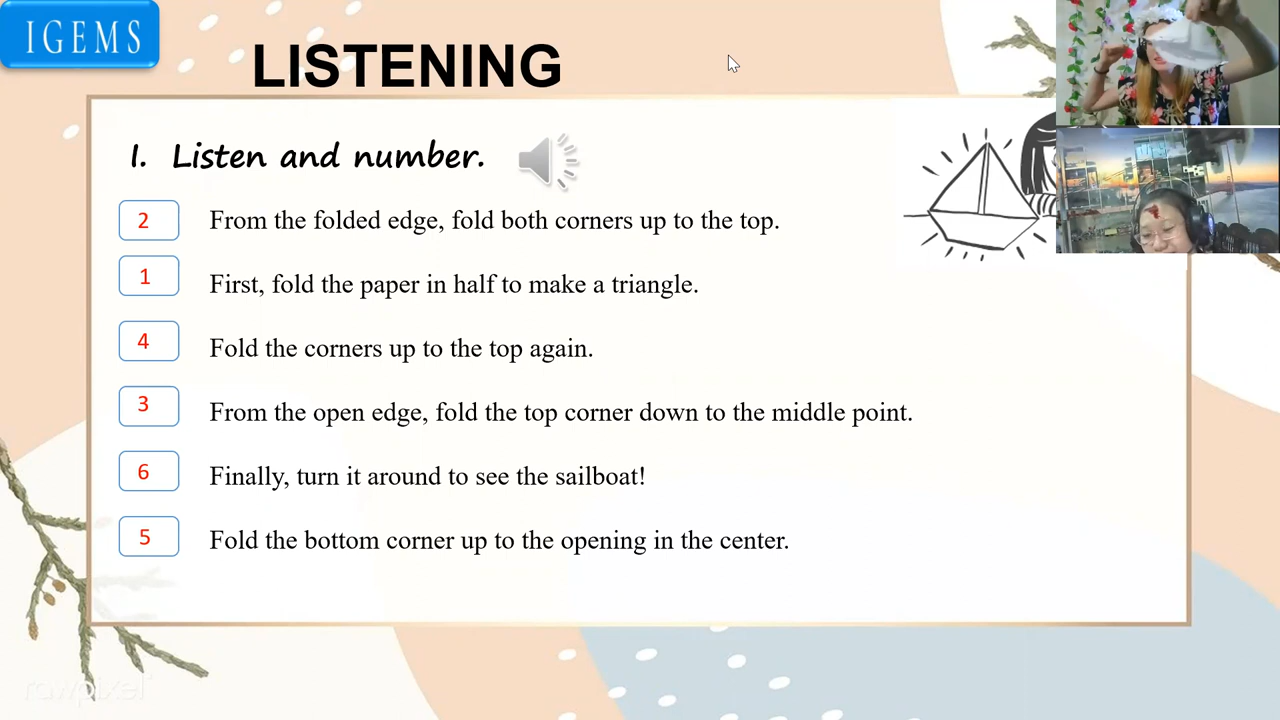 IGEMS
LISTENING
I. Listen and number.
2 From the folded edge, fold both corners up to the top.
1 First, fold the paper in half to make a triangle.
4 Fold the corners up to the top again.
3 From the open edge, fold the top corner down to the middle point.
6 Finally, turn it around to see the sailboat!
5 Fold the bottom corner up to the opening in the center.
rawpixel